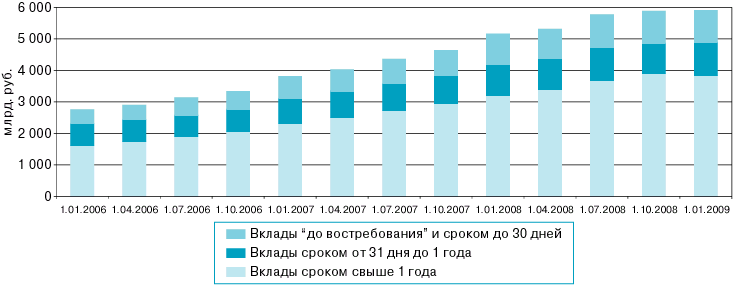 млрд. руб.
6 000
5 000
4 000
3 000
2 000
1 000
0
1.01.2006 1.04.2006 1.07.2006 1.10.2006 1.01.2007 1.04.2007 1.07.2007 1.10.2007 1.01.2008 1.04.2008 1.07.2008 1.10.2008 1.01.2009
Вклады “до востребования” и сроком до 30 дней
Вклады сроком от 31 дня до 1 года
Вклады сроком свыше 1 года